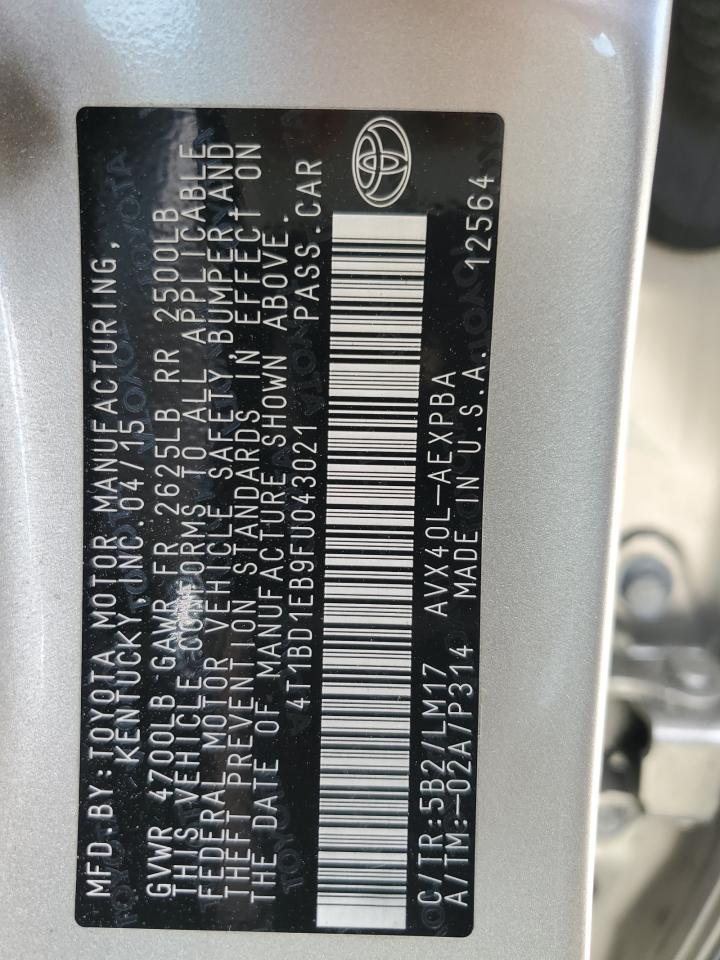 MFD.BY:TOYOTA MOTOR MANUFACTURING,
KENTUCKY,INC.04/15
GVWR 4700LB GAWR FR 2625LB RR 2500LB
THIS VEHICLE CONFORMS TO ALL APPLICABLE
FEDERAL MOTOR VEHICLE SAFETY, BUMPER, AND
THEFT PREVENTION STANDARDS IN EFFECT ON
THE DATE OF MANUFACTURE SHOWN ABOVE.
4T1BD1EB9FU043021 PASS.CAR
C/TR:5B2/LM17 AVX40L-AEXPBA
A/TM:-02A/P314 MADE IN U.S.A. 12564